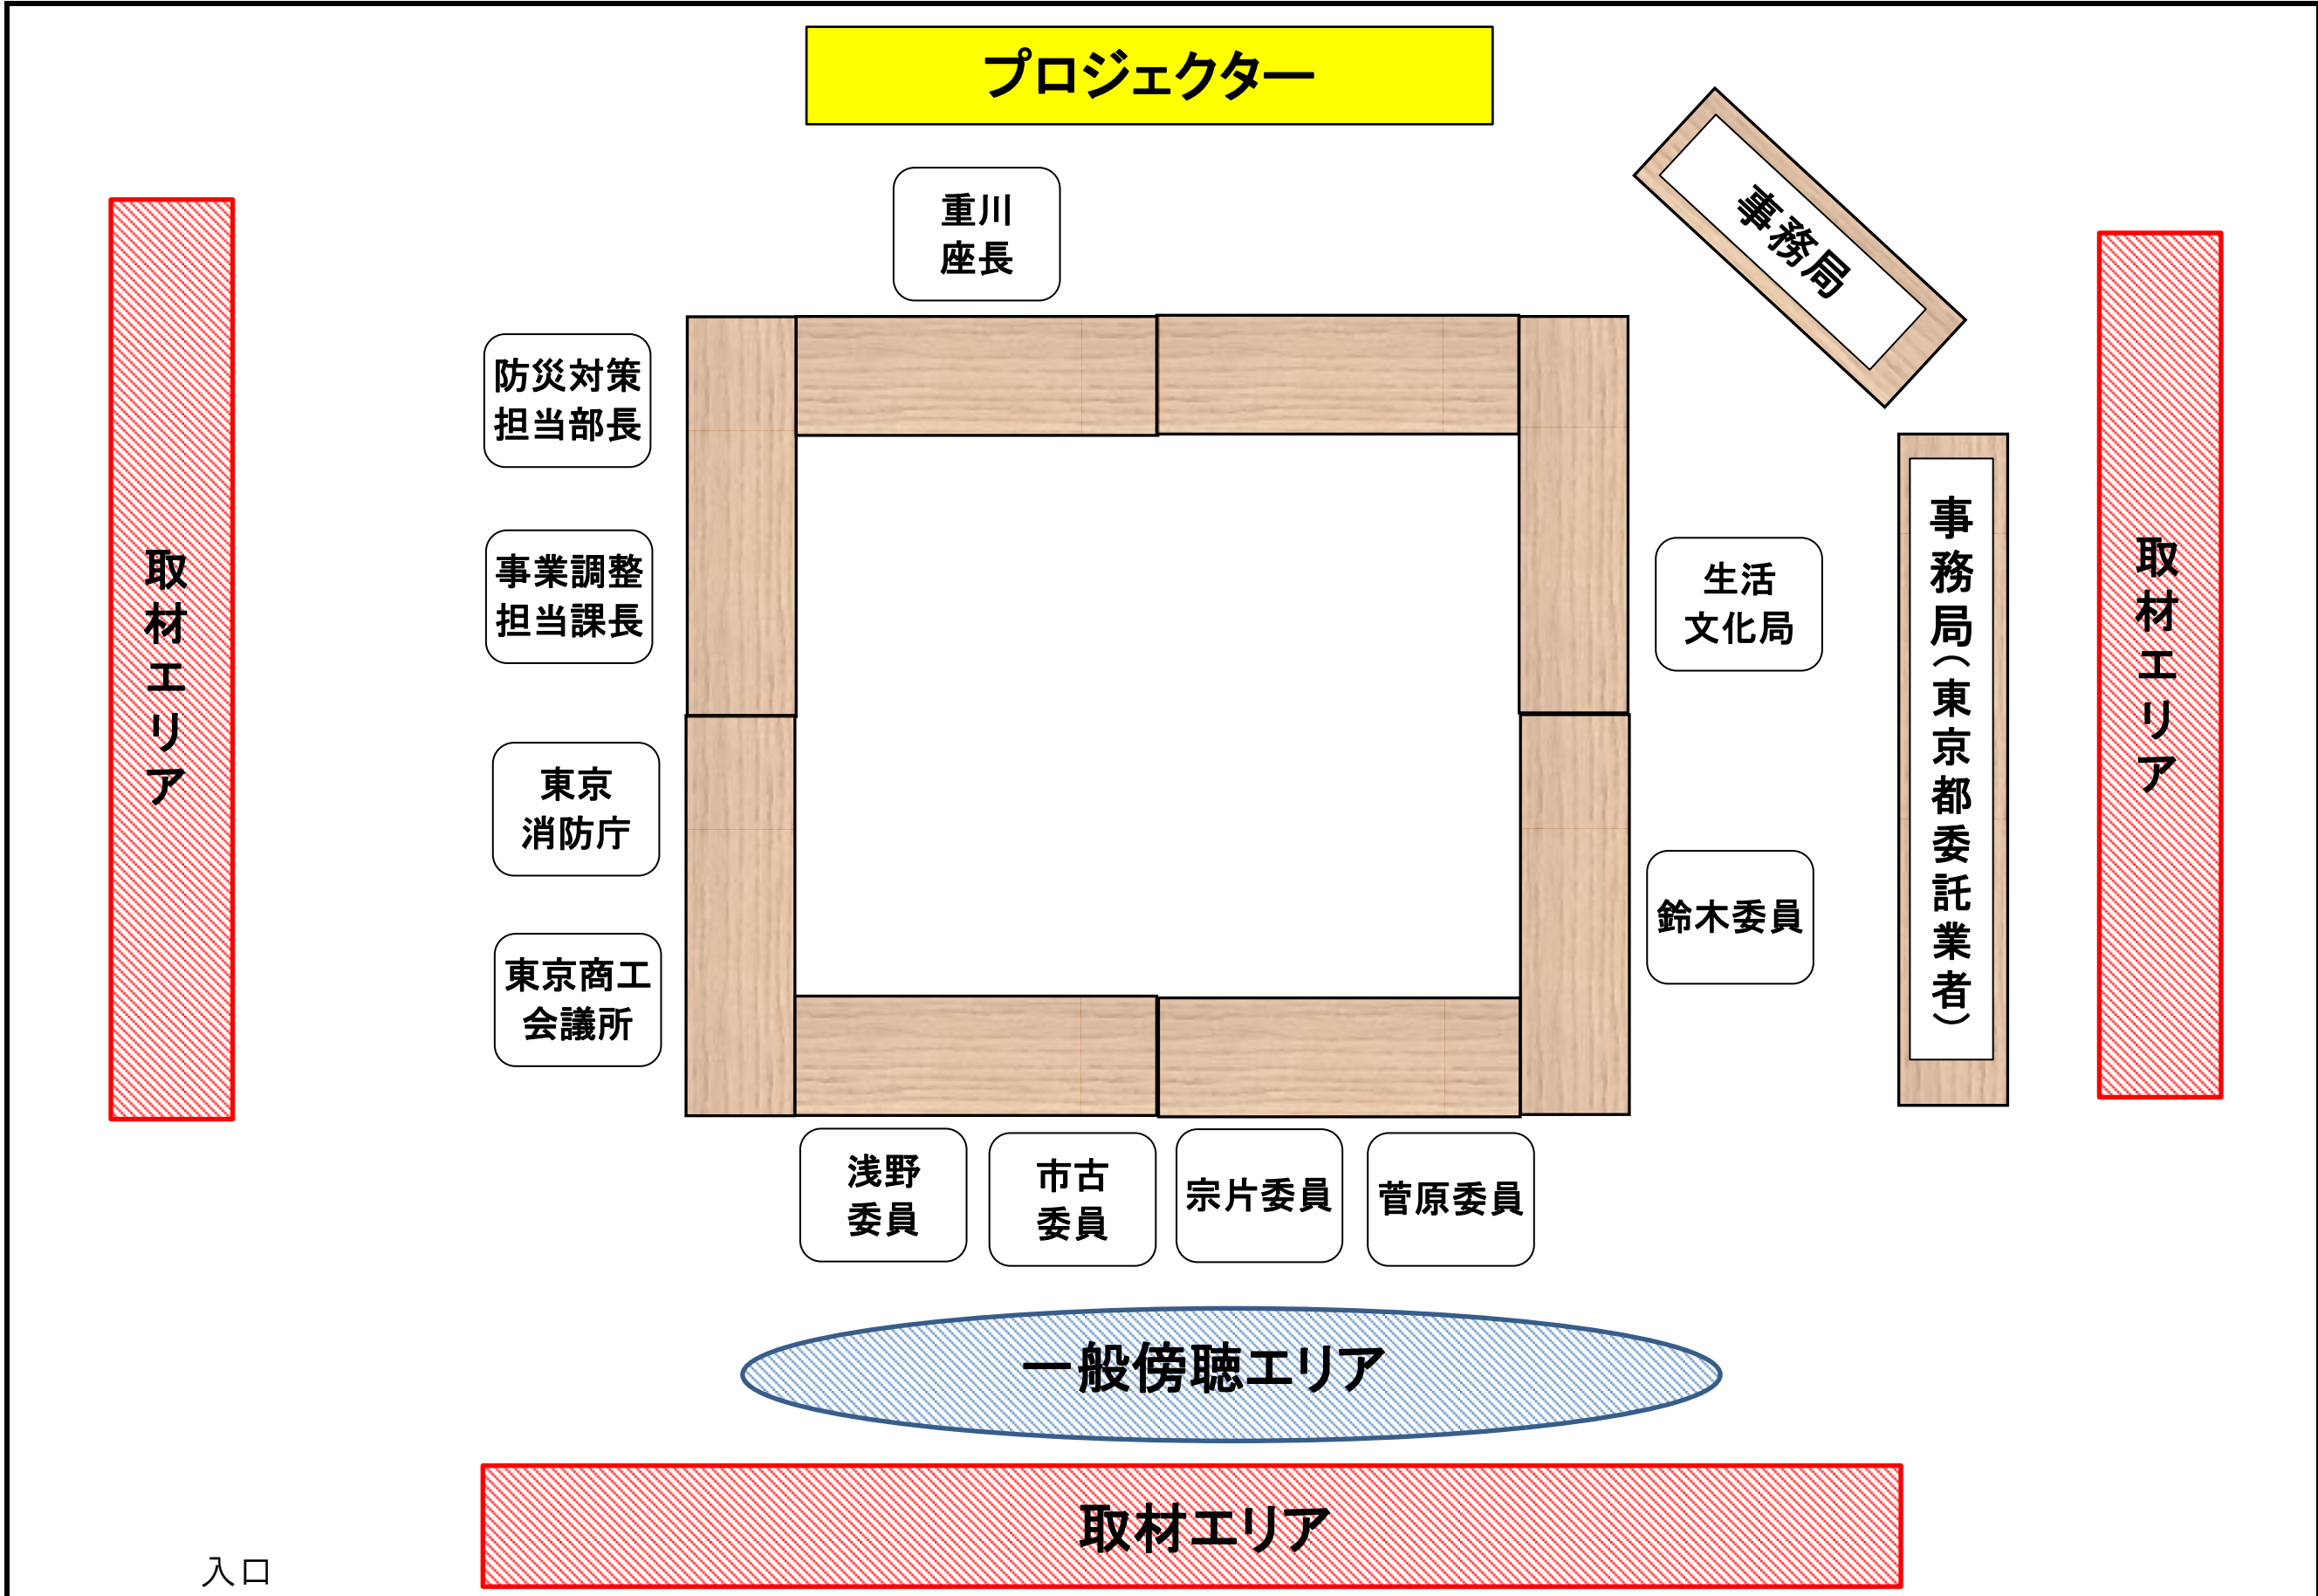 プロジェクター
重川
座長
事務局
防災対策
担当部長
事業調整
担当課長
東京
消防庁
東京商工
会議所
生活
文化局
鈴木委員
事務局（東京都委託業者）
取材エリア
取材エリア
浅野
委員
市古
委員
宗片委員
菅原委員
一般傍聴エリア
取材エリア
入口